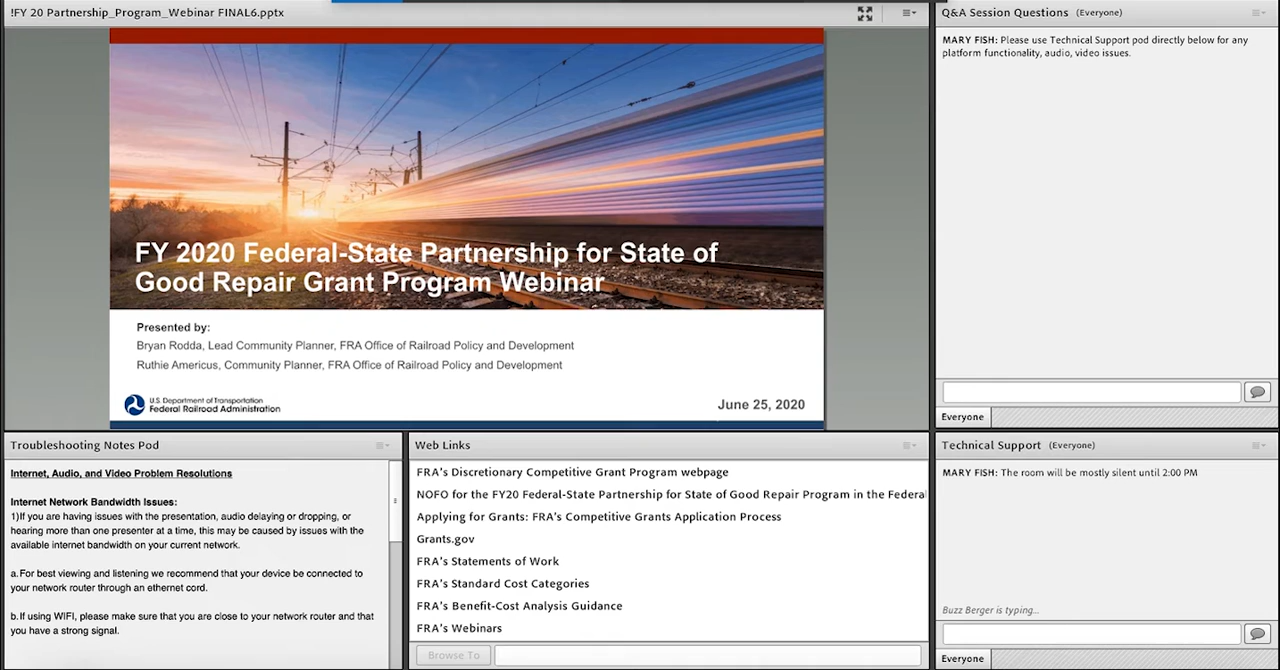 !FY 20 Partnership_Program_Webinar FINAL6.pptx
FY 2020 Federal-State Partnership for State of
Good Repair Grant Program Webinar
Presented by:
Bryan Rodda, Lead Community Planner, FRA Office of Railroad Policy and Development
Ruthie Americus, Community Planner, FRA Office of Railroad Policy and Development
U.S. Department of Transportation
Federal Railroad Administration
June 25, 2020
Q&A Session Questions (Everyone)
MARY FISH: Please use Technical Support pod directly below for any
platform functionality, audio, video issues.
Everyone
Troubleshooting Notes Pod
Internet, Audio, and Video Problem Resolutions
Internet Network Bandwidth Issues:
1)If you are having issues with the presentation, audio delaying or dropping, or
hearing more than one presenter at a time, this may be caused by issues with the
available internet bandwidth on your current network.
a.For best viewing and listening we recommend that your device be connected to
your network router through an ethernet cord.
b.If using WIFI, please make sure that you are close to your network router and that
you have a strong signal.
Web Links
FRA's Discretionary Competitive Grant Program webpage
NOFO for the FY20 Federal-State Partnership for State of Good Repair Program in the Federal
Applying for Grants: FRA's Competitive Grants Application Process
Grants.gov
FRA's Statements of Work
FRA's Standard Cost Categories
FRA's Benefit-Cost Analysis Guidance
FRA's Webinars
Browse To
Technical Support (Everyone)
MARY FISH: The room will be mostly silent until 2:00 PM
Buzz Berger is typing...
Everyone